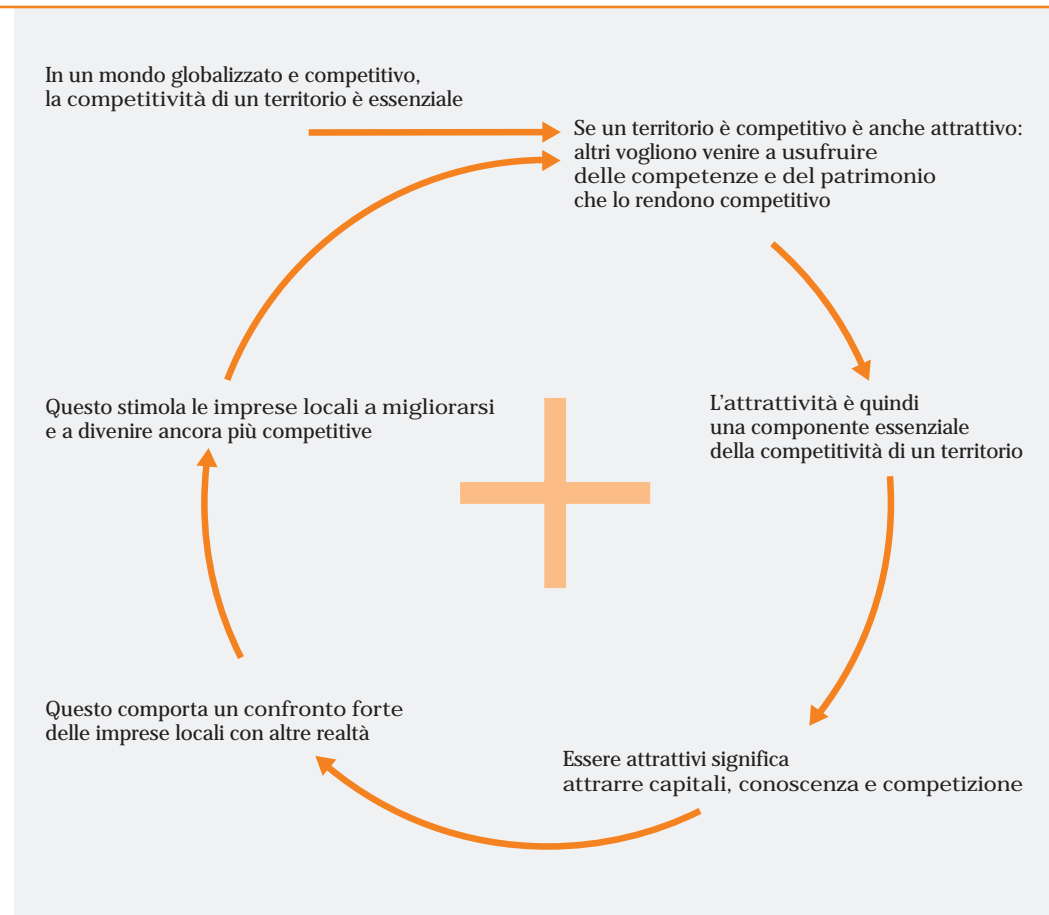 In un mondo globalizzato e competitivo,
la competitività di un territorio è essenziale
Se un territorio è competitivo è anche attrattivo:
altri vogliono venire a usufruire
delle competenze e del patrimonio
che lo rendono competitivo
L'attrattività è quindi
una componente essenziale
della competitività di un territorio
Essere attrattivi significa
attrarre capitali, conoscenza e competizione
Questo comporta un confronto forte
delle imprese locali con altre realtà
Questo stimola le imprese locali a migliorarsi
e a divenire ancora più competitive